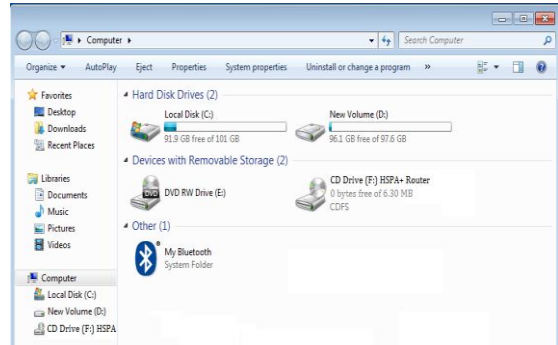 Computer
Search Computer
Organize
AutoPlay
Eject
Properties
System properties
Uninstall or change a program
»
Favorites
Desktop
Downloads
Recent Places
Libraries
Documents
Music
Pictures
Videos
Computer
Local Disk (C:)
New Volume (D:)
CD Drive (F:) HSPA
Hard Disk Drives (2)
Local Disk (C:)
91.9 GB free of 101 GB
New Volume (D:)
96.1 GB free of 97.6 GB
Devices with Removable Storage (2)
DVD
DVD RW Drive (E:)
CD Drive (F:) HSPA+ Router
0 bytes free of 6.30 MB
CDFS
Other (1)
My Bluetooth
System Folder